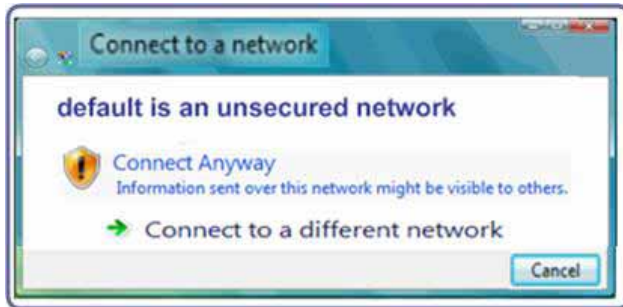 Connect to a network
default is an unsecured network
Connect Anyway
Information sent over this network might be visible to others.
Connect to a different network
Cancel